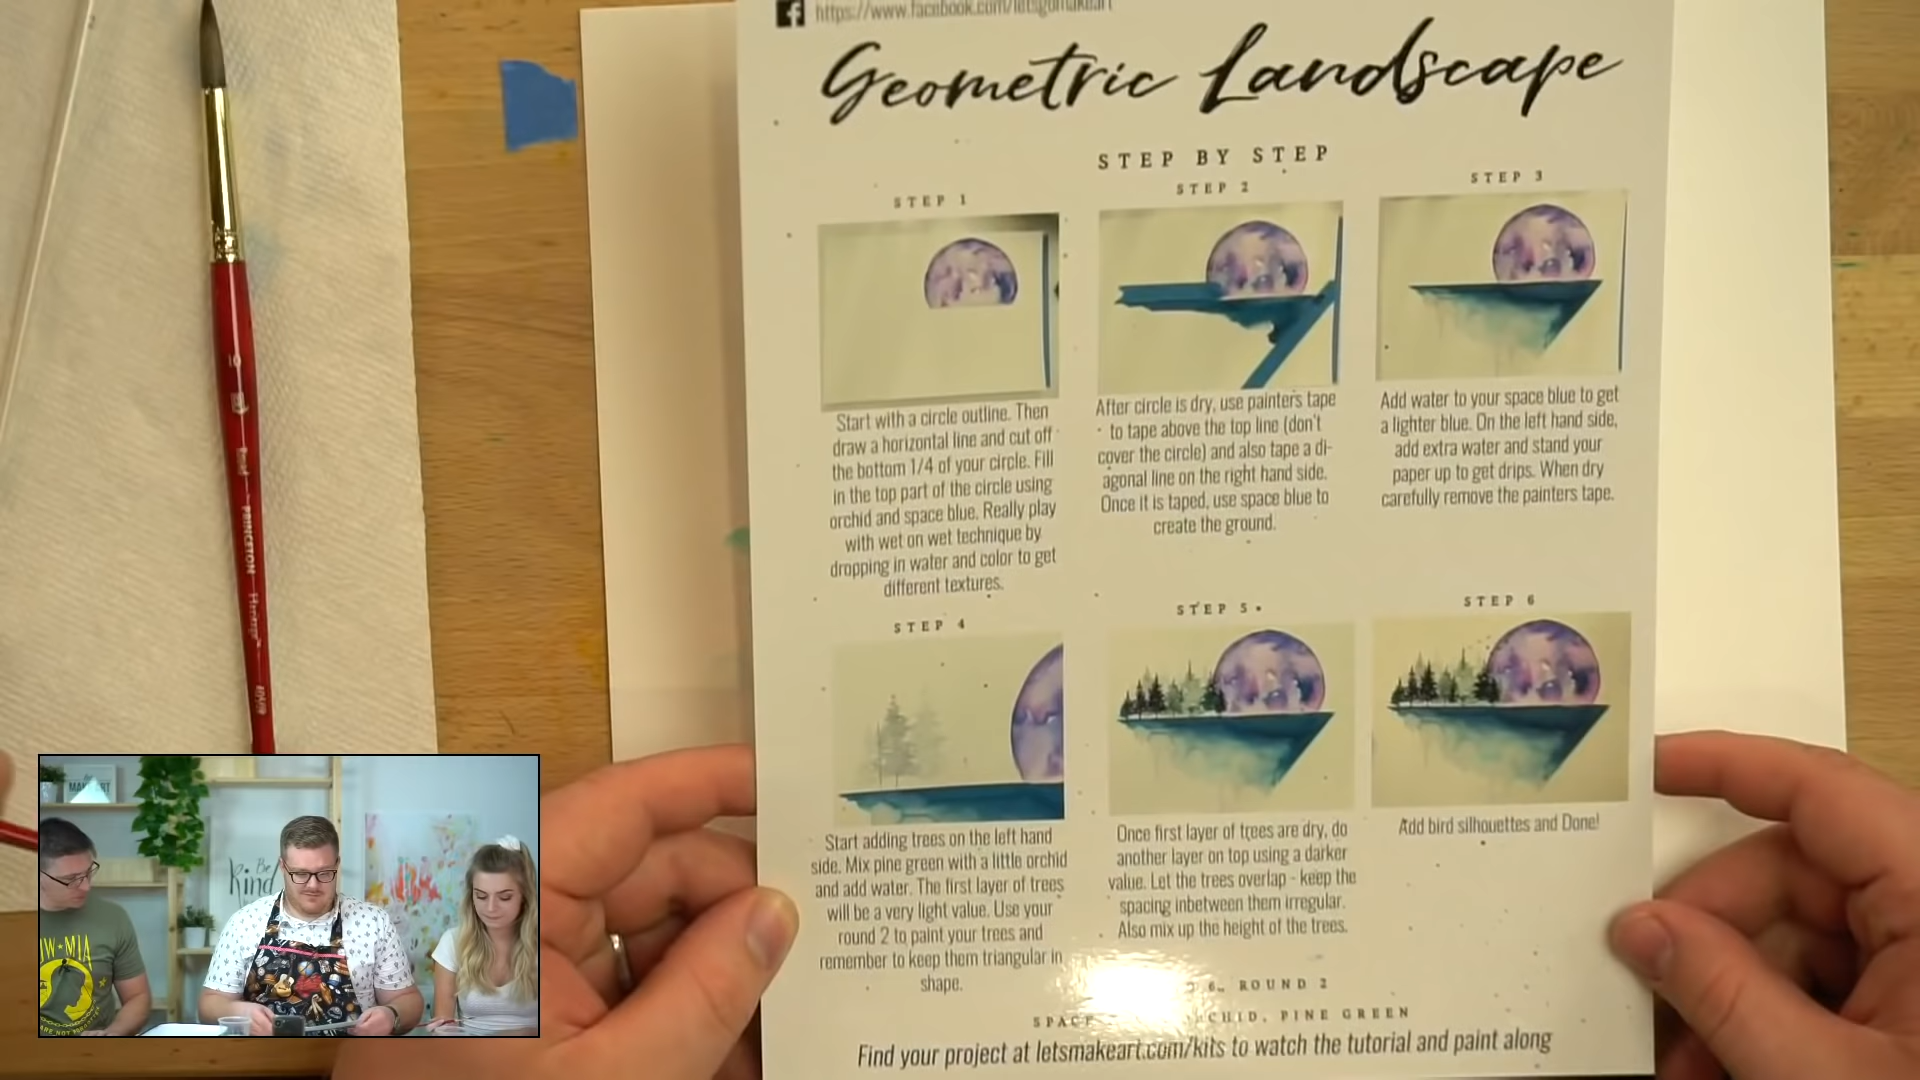 https://www.facebook.com/letsgomakeart
Geometric Landscape
STEP BY STEP
STEP 1
STEP 2
STEP 3
Start with a circle outline. Then
draw a horizontal line and cut off
the bottom 1/4 of your circle. Fill
in the top part of the circle using
orchid and space blue. Really play
with wet on wet technique by
dropping in water and color to get
different textures.
After circle is dry, use painters tape
to tape above the top line (don't
cover the circle) and also tape a di-
agonal line on the right hand side.
Once it is taped, use space blue to
create the ground.
Add water to your space blue to get
a lighter blue. On the left hand side,
add extra water and stand your
paper up to get drips. When dry
carefully remove the painters tape.
STEP 4
STEP 5
STEP 6
Start adding trees on the left hand
side. Mix pine green with a little orchid
and add water. The first layer of trees
will be a very light value. Use your
round 2 to paint your trees and
remember to keep them triangular in
shape.
Once first layer of trees are dry, do
another layer on top using a darker
value. Let the trees overlap - keep the
spacing inbetween them irregular.
Also mix up the height of the trees.
Add bird silhouettes and Done!
6, ROUND 2
SPACE CHID, PINE GREEN
Find your project at letsmakeart.com/kits to watch the tutorial and paint along
PRINCETON
Heritage
Be
kind
MAKE ART
OW★MIA
ARE NOT FORGOTTEN